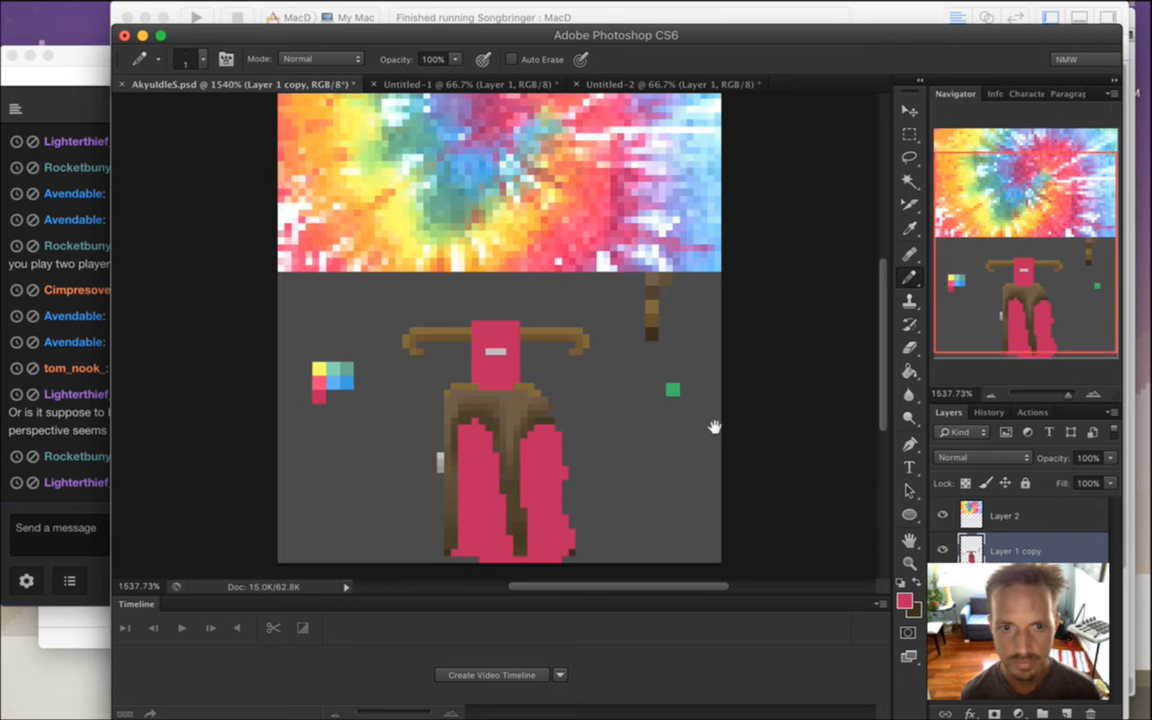 MacD My Mac Finished running Songbringer : MacD
Adobe Photoshop CS6
1 Mode: Normal Opacity: 100% Auto Erase NMW
AkyuIdleS.psd @ 1540% (Layer 1 copy, RGB/8*) * Untitled-1 @ 66.7% (Layer 1, RGB/8) * Untitled-2 @ 66.7% (Layer 1, RGB/8) *
Navigator Info Characte Paragraj
Lighterthief
Rocketbuny
Avendable:
Avendable:
Rocketbuny
you play two player
Cimpresove
Avendable:
Avendable:
tom_nook_:
Lighterthief
Or is it suppose to
perspective seems
Rocketbuny
Lighterthief
Send a message
1537.73%
Layers History Actions
Kind
Normal Opacity: 100%
Lock: Fill: 100%
Layer 2
Layer 1 copy
1537.73% Doc: 15.0K/62.8K
Timeline
Create Video Timeline